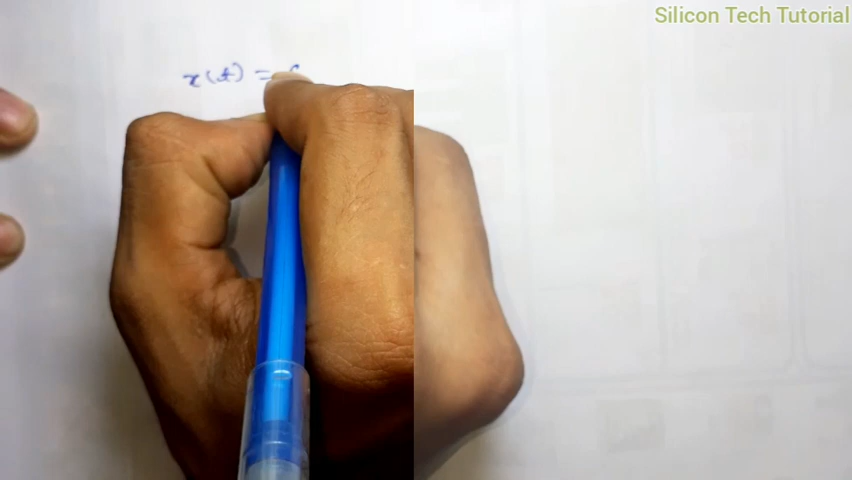 Silicon Tech Tutorial
x(t) =